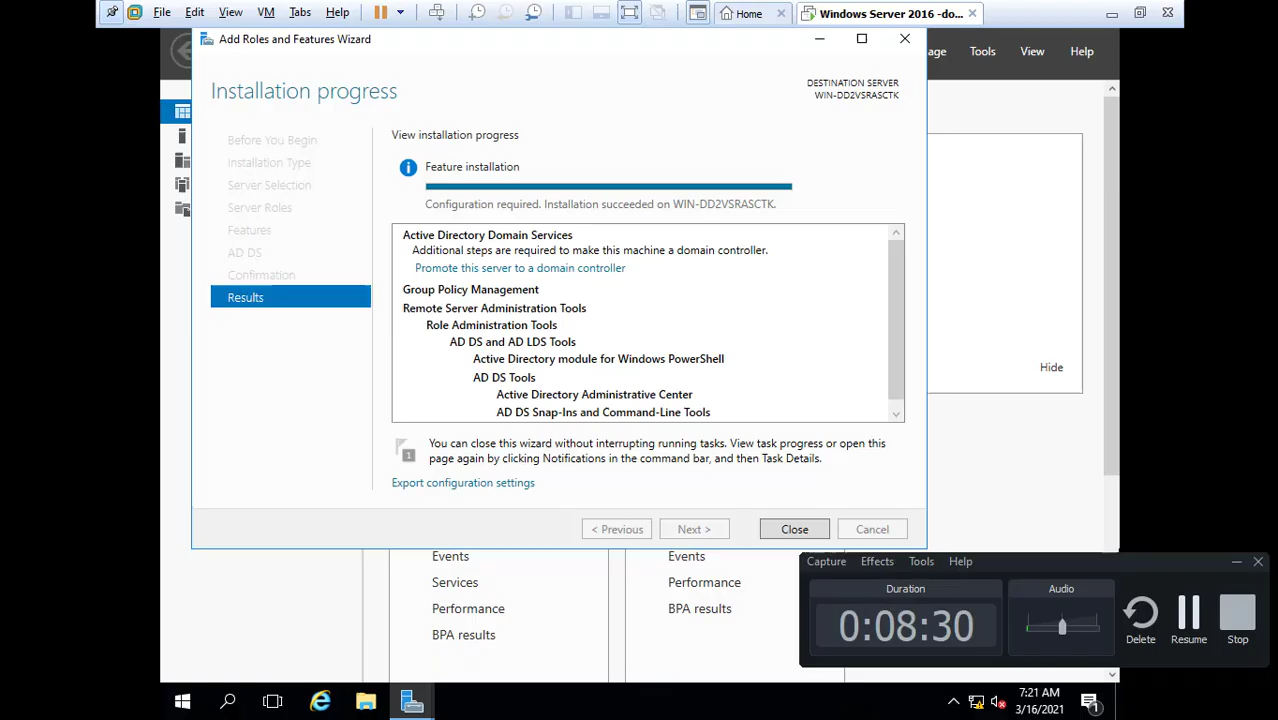 File Edit View VM Tabs Help
Home
Windows Server 2016 -do...
Add Roles and Features Wizard
Tools View Help
Installation progress
DESTINATION SERVER
WIN-DD2VSRASCTK
Before You Begin
Installation Type
Server Selection
Server Roles
Features
AD DS
Confirmation
Results
View installation progress
Feature installation
Configuration required. Installation succeeded on WIN-DD2VSRASCTK.
Active Directory Domain Services
Additional steps are required to make this machine a domain controller.
Promote this server to a domain controller
Group Policy Management
Remote Server Administration Tools
Role Administration Tools
AD DS and AD LDS Tools
Active Directory module for Windows PowerShell
AD DS Tools
Active Directory Administrative Center
AD DS Snap-Ins and Command-Line Tools
1
You can close this wizard without interrupting running tasks. View task progress or open this
page again by clicking Notifications in the command bar, and then Task Details.
Export configuration settings
< Previous
Next >
Close
Cancel
Hide
Events
Services
Performance
BPA results
Events
Performance
BPA results
Capture Effects Tools Help
Duration
0:08:30
Audio
Delete
Resume
Stop
7:21 AM
3/16/2021
1